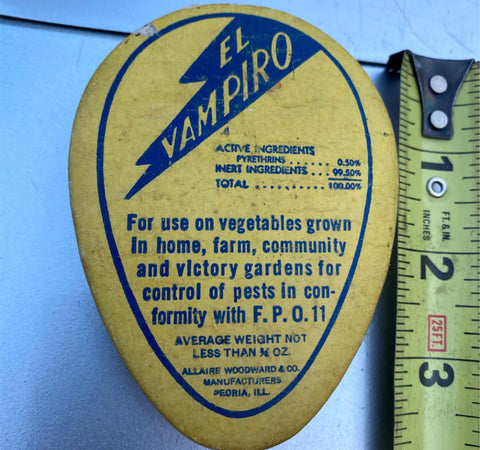 EL
VAMPIRO
ACTIVE INGREDIENTS
PYRETHRINS ....... 0.50%
INERT INGREDIENTS ... 99.50%
TOTAL .......... 100.00%
For use on vegetables grown
in home, farm, community
and victory gardens for
control of pests in con-
formity with F.P.O.11
AVERAGE WEIGHT NOT
LESS THAN ¾ OZ.
ALLAIRE WOODWARD & CO.
MANUFACTURERS
PEORIA, ILL.
1
FT. & IN.
INCHES
2
25FT.
3